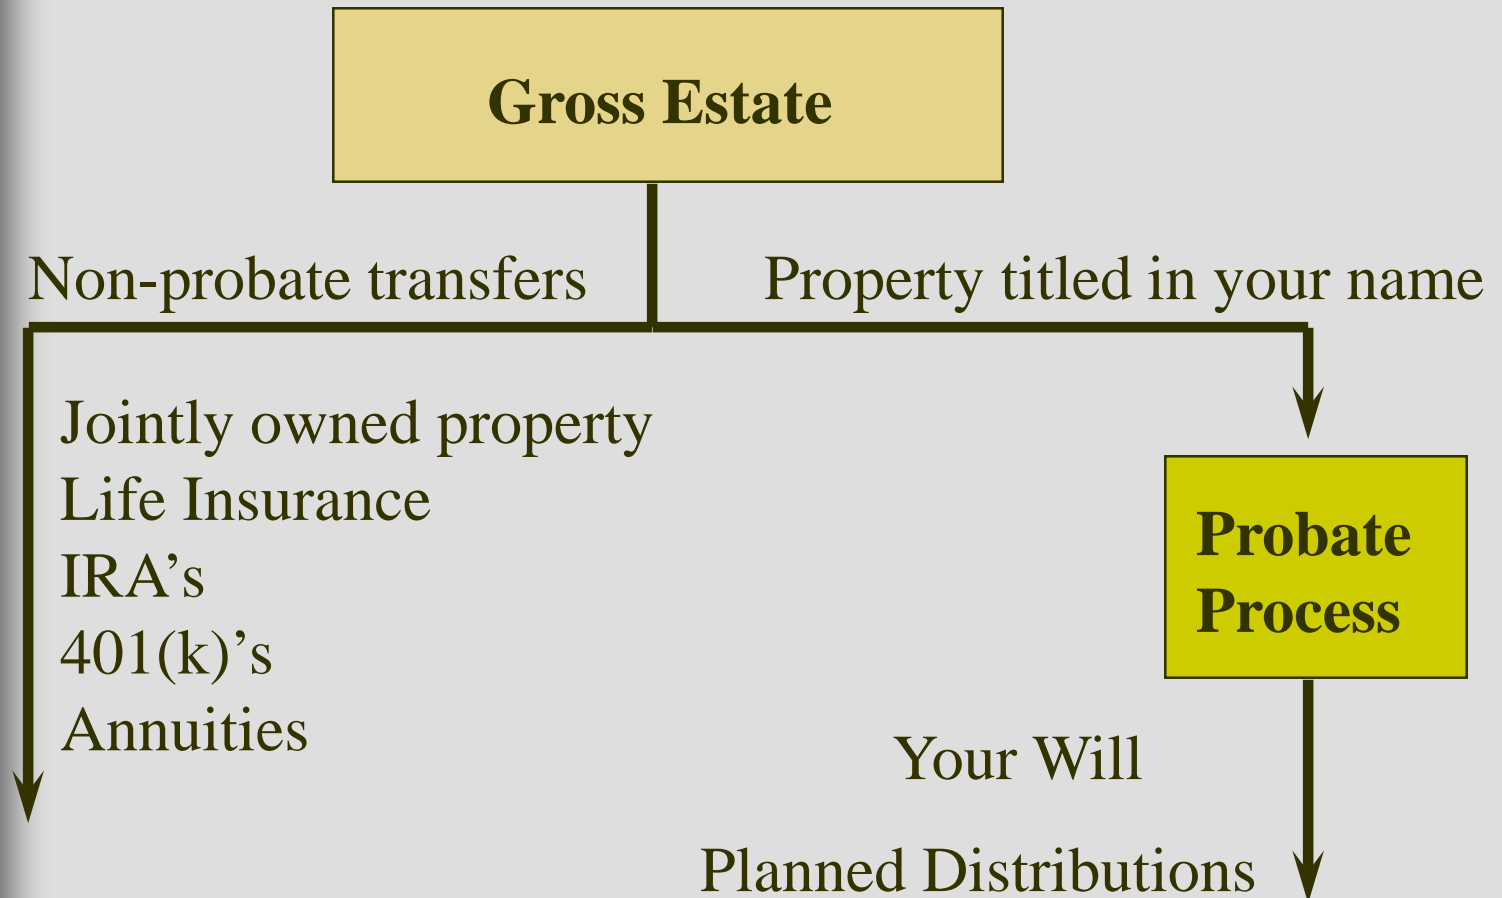 Gross Estate
Non-probate transfers
Property titled in your name
Jointly owned property
Life Insurance
IRA’s
401(k)’s
Annuities
Probate
Process
Your Will
Planned Distributions